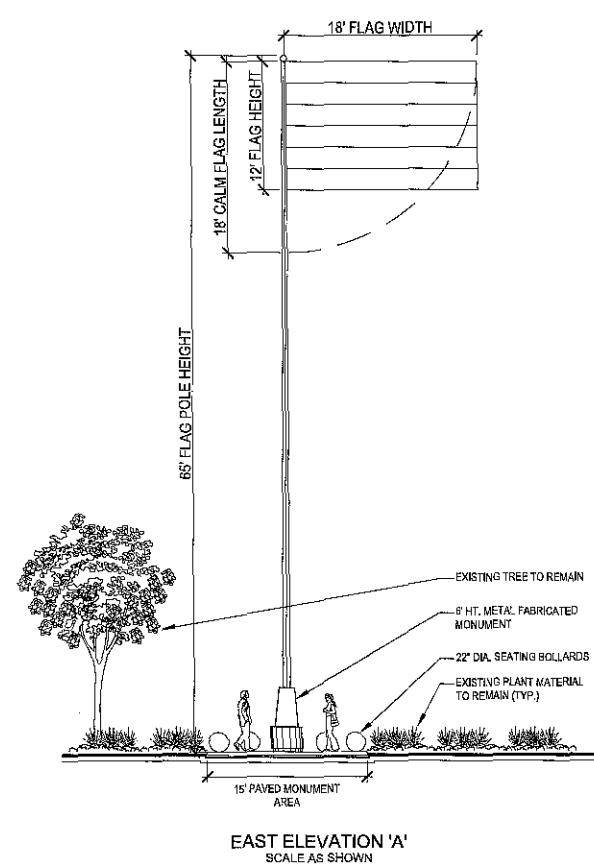 18' FLAG WIDTH
18' CALM FLAG LENGTH
12' FLAG HEIGHT
65' FLAG POLE HEIGHT
EXISTING TREE TO REMAIN
6' HT. METAL FABRICATED
MONUMENT
22" DIA. SEATING BOLLARDS
EXISTING PLANT MATERIAL
TO REMAIN (TYP.)
15' PAVED MONUMENT
AREA
EAST ELEVATION 'A'
SCALE AS SHOWN